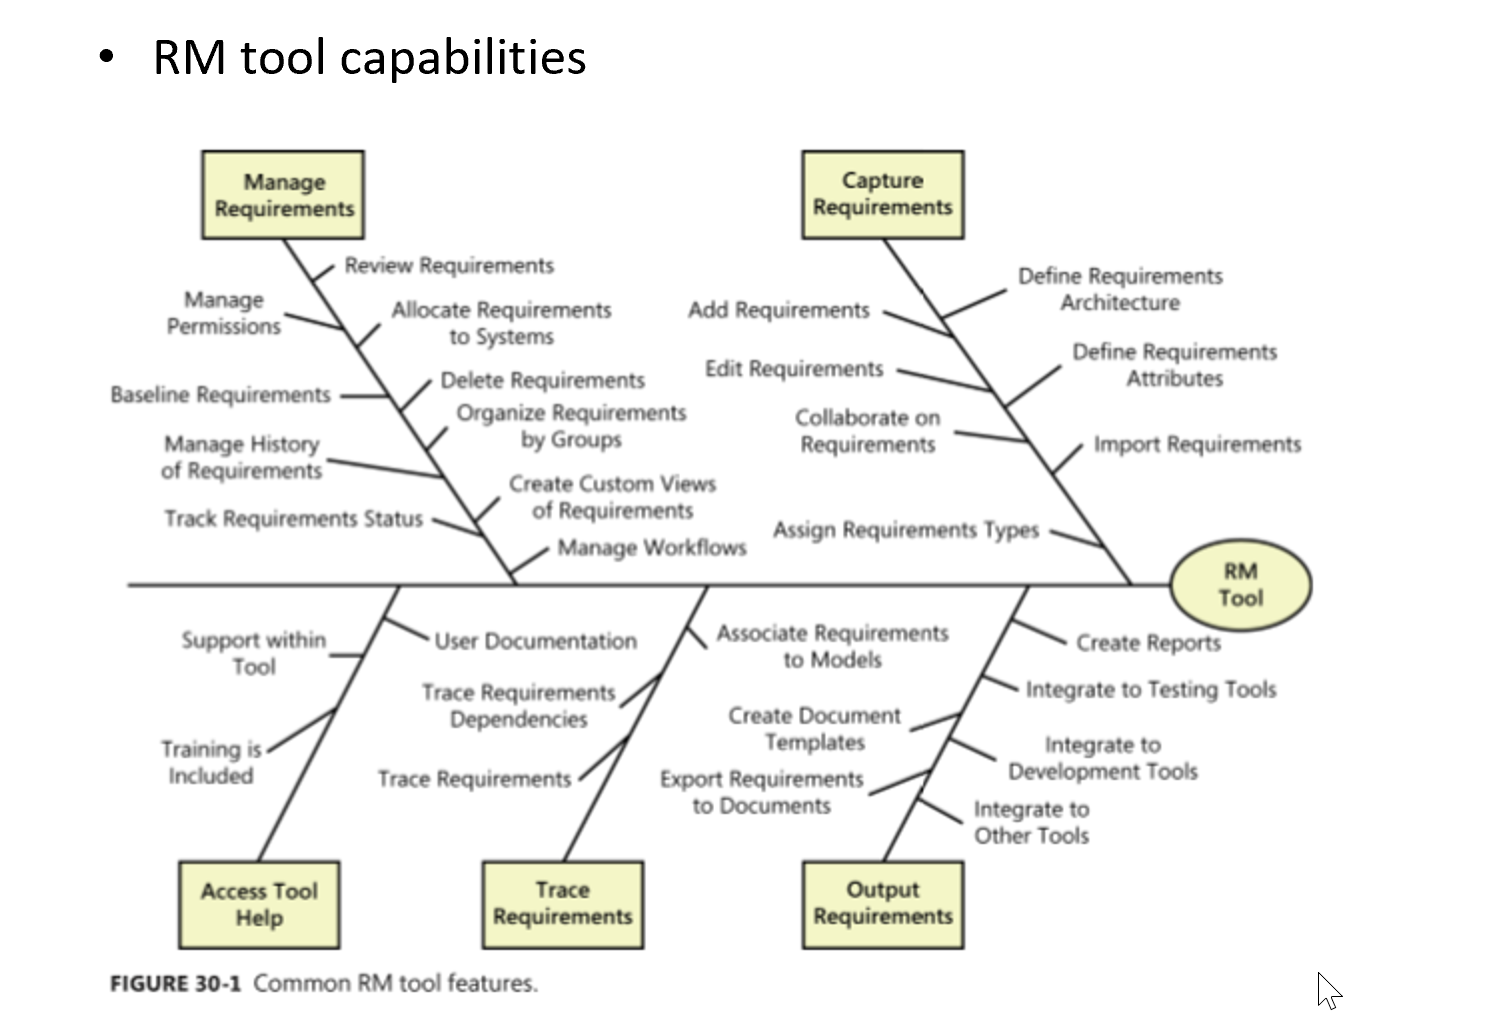 • RM tool capabilities
Manage
Requirements
Capture
Requirements
Review Requirements
Manage
Permissions
Allocate Requirements
to Systems
Baseline Requirements
Delete Requirements
Organize Requirements
by Groups
Manage History
of Requirements
Create Custom Views
of Requirements
Track Requirements Status
Manage Workflows
Define Requirements
Architecture
Add Requirements
Define Requirements
Attributes
Edit Requirements
Collaborate on
Requirements
Import Requirements
Assign Requirements Types
RM
Tool
Support within
Tool
User Documentation
Training is
Included
Associate Requirements
to Models
Trace Requirements
Dependencies
Trace Requirements
Create Reports
Integrate to Testing Tools
Create Document
Templates
Integrate to
Development Tools
Export Requirements
to Documents
Integrate to
Other Tools
Access Tool
Help
Trace
Requirements
Output
Requirements
FIGURE 30-1 Common RM tool features.